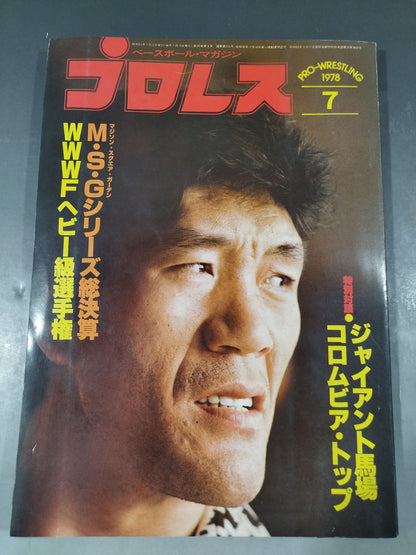 ベースボール・マガジン
プロレス
PRO-WRESTLING
1978
7
マジソン・スクエア・ガーデン
M・S・Gシリーズ総決算
WWWFヘビー級選手権
特別対談・
ジャイアント馬場
コロムビア・トップ